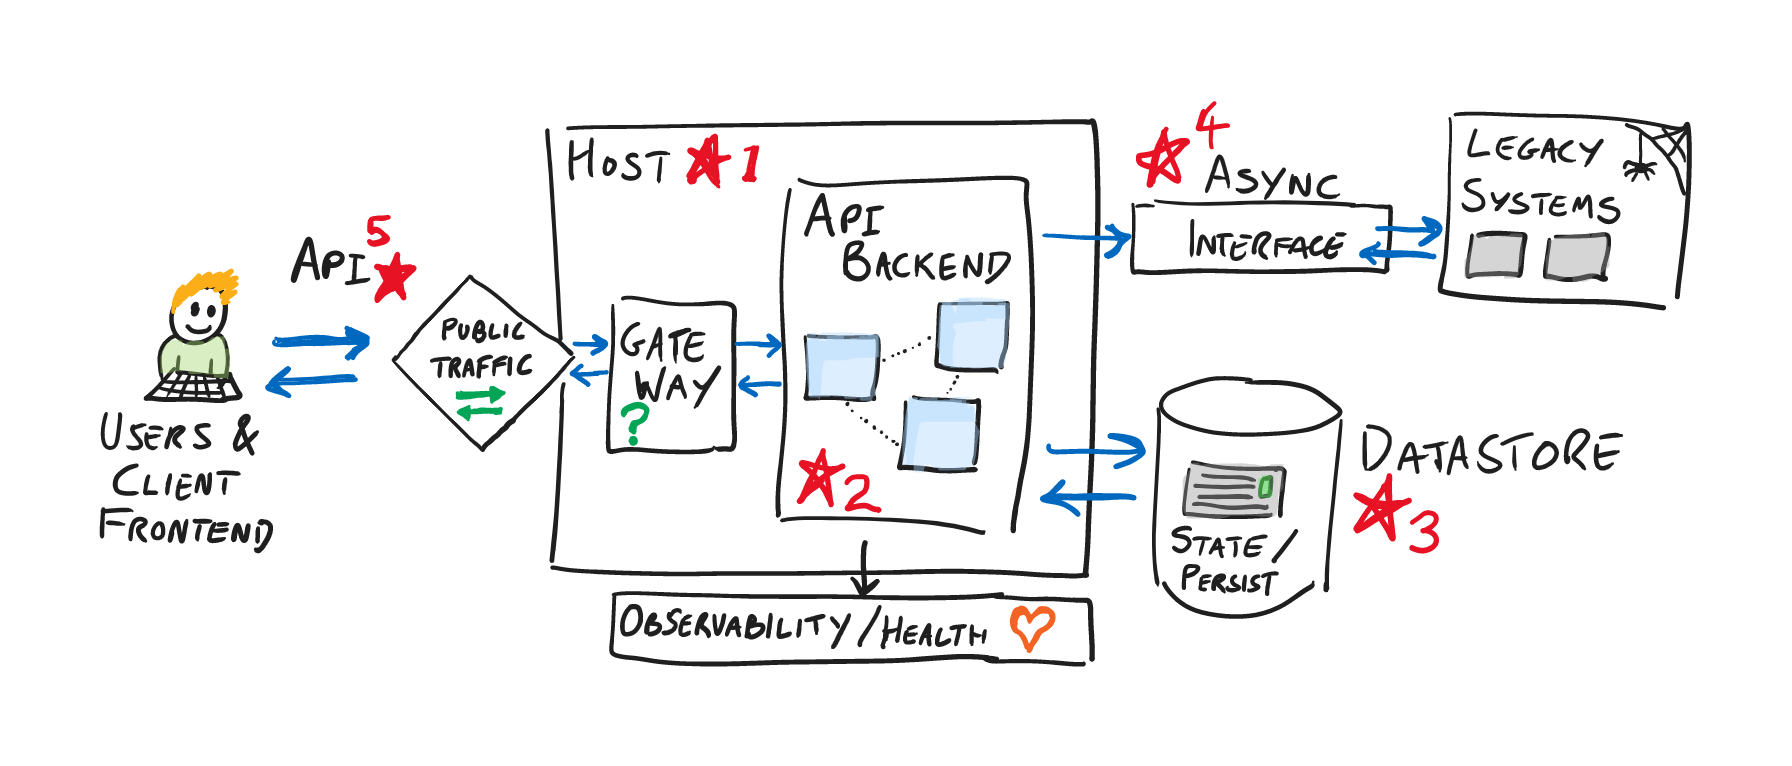 API 5
PUBLIC
TRAFFIC
USERS &
CLIENT
FRONTEND
HOST 1
GATE
WAY
?
API
BACKEND
2
OBSERVABILITY/HEALTH
4
ASYNC
INTERFACE
LEGACY
SYSTEMS
DATASTORE
3
STATE/
PERSIST